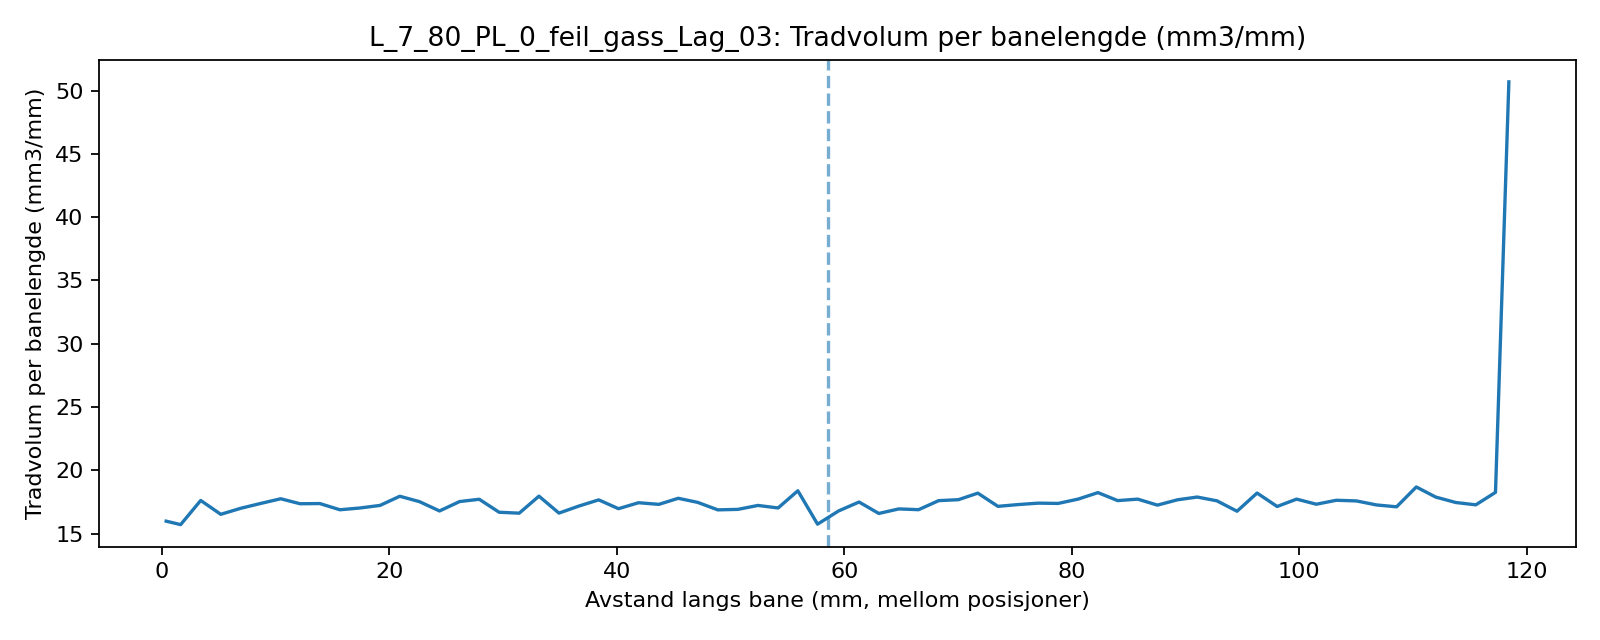 L_7_80_PL_0_feil_gass_Lag_03: Tradvolum per banelengde (mm3/mm)
Tradvolum per banelengde (mm3/mm)
50
45
40
35
30
25
20
15
0 20 40 60 80 100 120
Avstand langs bane (mm, mellom posisjoner)